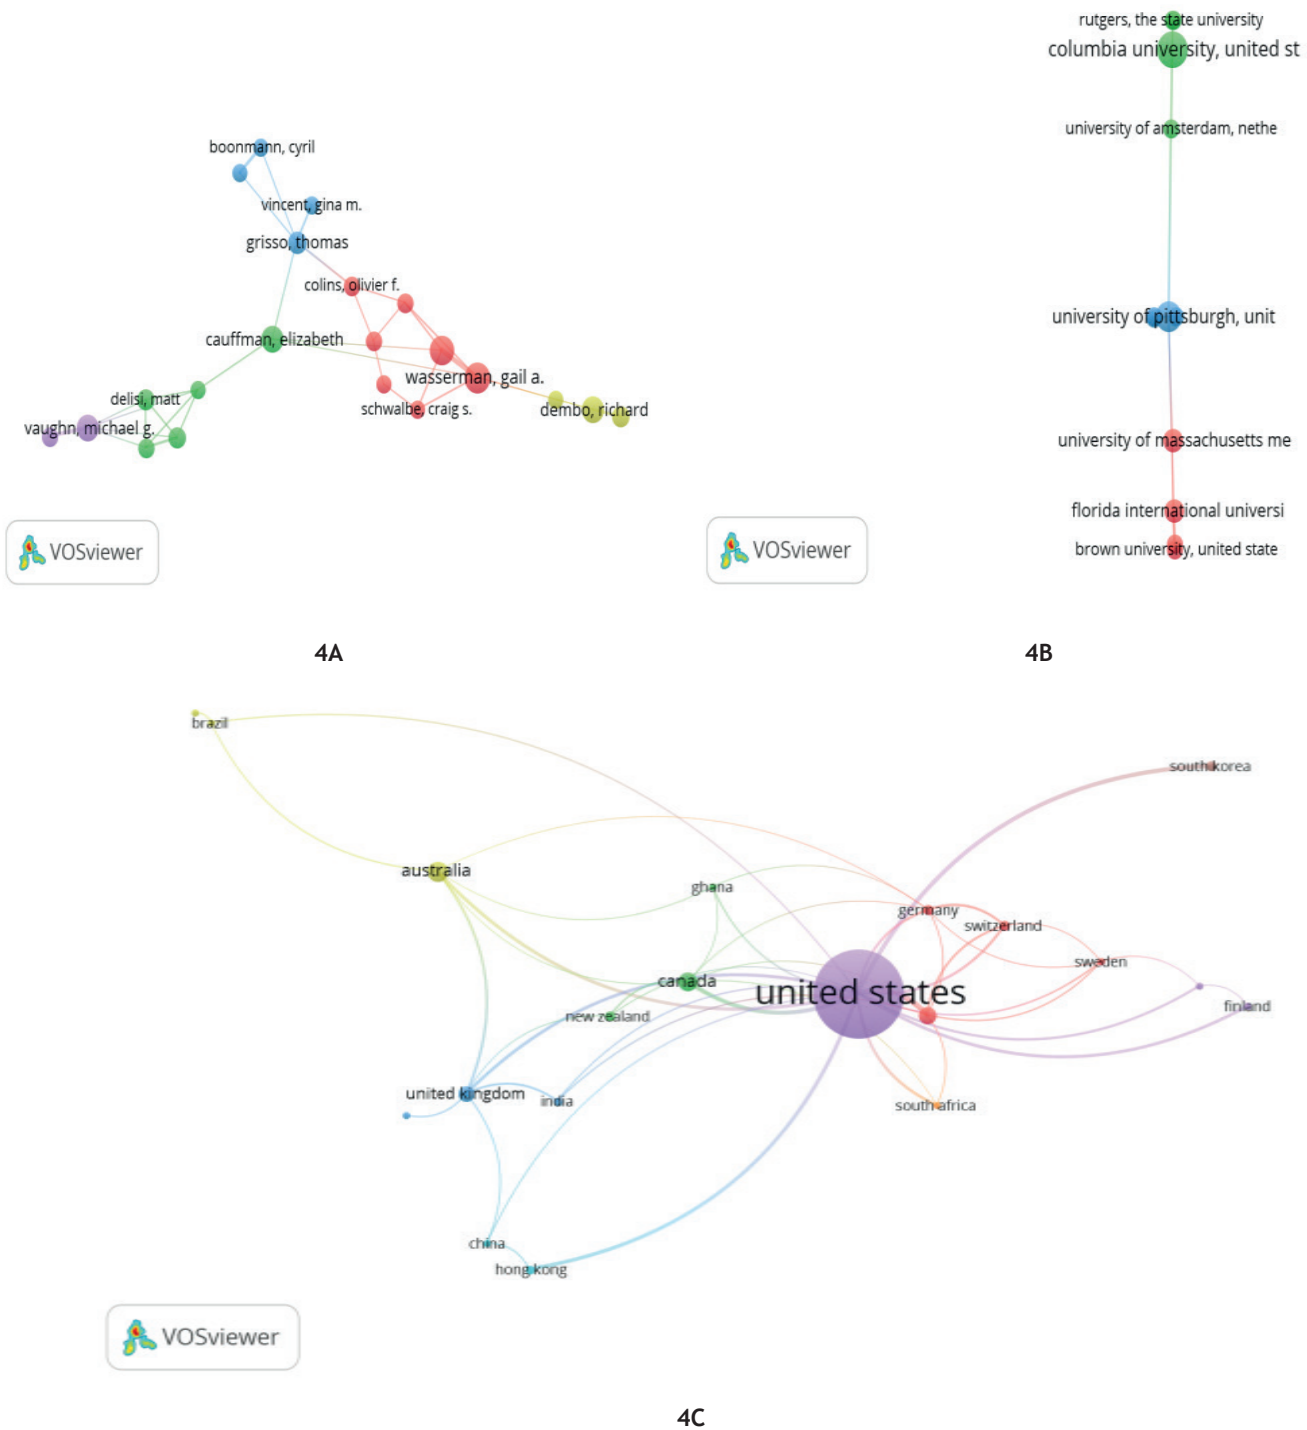 boonmann, cyril
vincent, gina m.
grisso, thomas
colins, olivier f.
cauffman, elizabeth
wasserman, gail a.
schwalbe, craig s.
dembo, richard
delisi, matt
vaughn, michael g.
VOSviewer
4A
rutgers, the state university
columbia university, united st
university of amsterdam, nethe
university of pittsburgh, unit
university of massachusetts me
florida international universi
brown university, united state
VOSviewer
4B
brazil
south korea
australia
ghana
germany
switzerland
sweden
canada
united states
finland
new zealand
united kingdom
india
south africa
china
hong kong
VOSviewer
4C